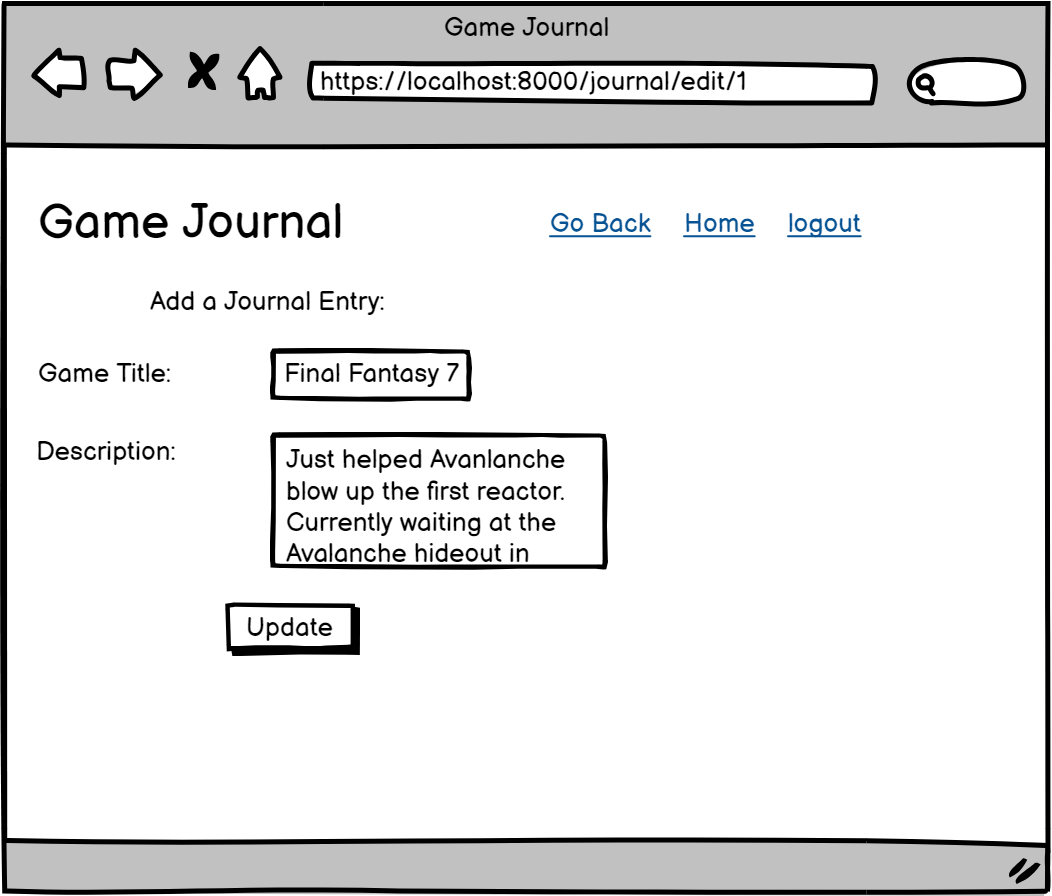 Game Journal
https://localhost:8000/journal/edit/1
Game Journal
Go Back Home logout
Add a Journal Entry:
Game Title: Final Fantasy 7
Description:
Just helped Avanlanche
blow up the first reactor.
Currently waiting at the
Avalanche hideout in
Update